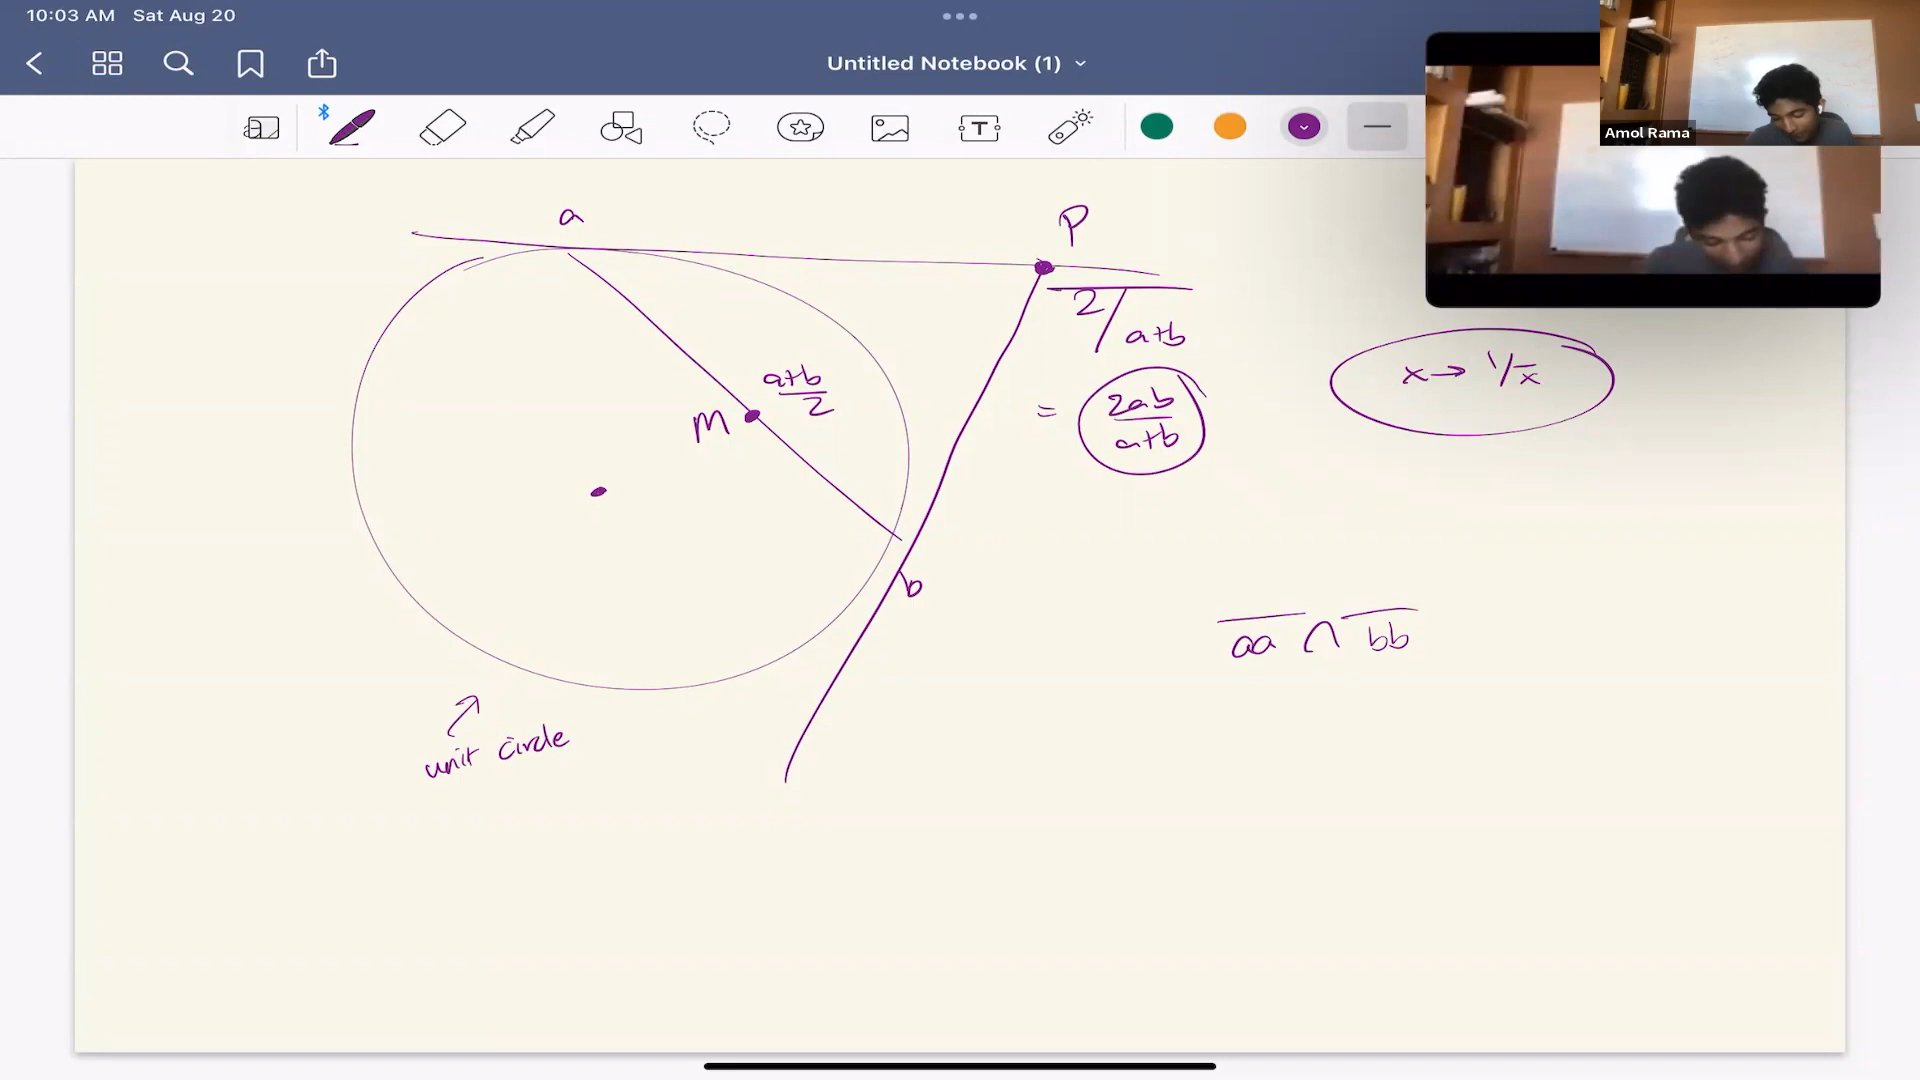 10:03 AM Sat Aug 20
Untitled Notebook (1)
Amol Rama
a
P
2/a+b
a+b/2
M
= 2ab/a+b
x → 1/x̄
b
aa ∩ bb
unit circle